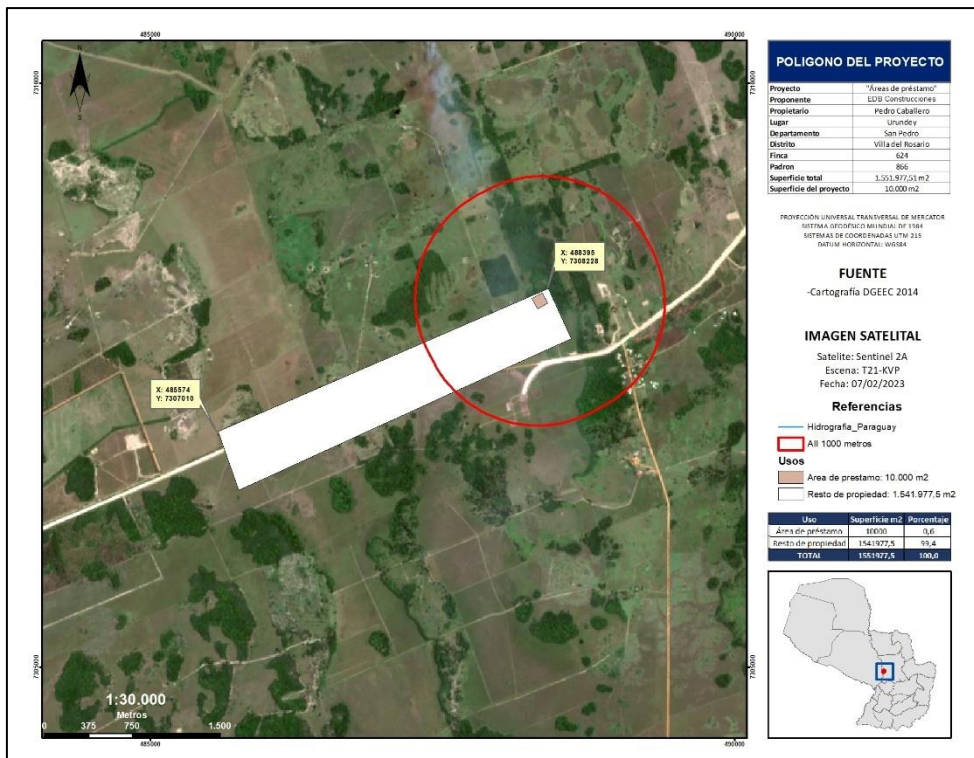 485000
490000
7310000
7310000
N
S
X: 488395
Y: 7308228
X: 485574
Y: 7307010
7305000
7305000
1:30.000
Metros
0 375 750 1.500
485000
490000
POLIGONO DEL PROYECTO
Proyecto "Áreas de préstamo"
Proponente EDB Construcciones
Propietario Pedro Caballero
Lugar Urundey
Departamento San Pedro
Distrito Villa del Rosario
Finca 624
Padron 866
Superficie total 1.551.977,51 m2
Superficie del proyecto 10.000 m2
PROYECCIÓN UNIVERSAL TRANSVERSAL DE MERCATOR
SISTEMA GEODÉSICO MUNDIAL DE 1984
SISTEMAS DE COORDENADAS UTM 21S
DATUM HORIZONTAL: WGS84
FUENTE
-Cartografía DGEEC 2014
IMAGEN SATELITAL
Satelite: Sentinel 2A
Escena: T21-KVP
Fecha: 07/02/2023
Referencias
Hidrografia_Paraguay
AII 1000 metros
Usos
Area de prestamo: 10.000 m2
Resto de propiedad: 1.541.977,5 m2
Uso Superficie m2 Porcentaje
Área de préstamo 10000 0,6
Resto de propiedad 1541977,5 99,4
TOTAL 1551977,5 100,0